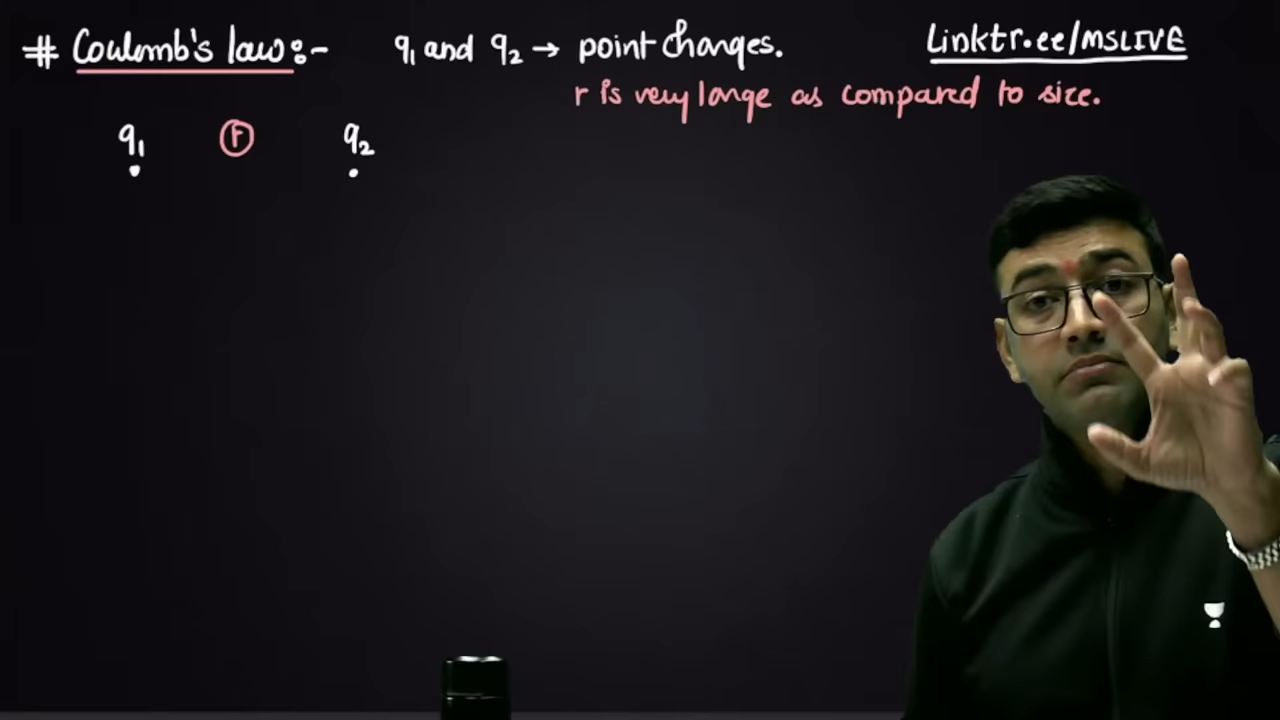 # Coulomb's law:- q₁ and q₂ → point charges. Linktr.ee/MSLIVE
r is very large as compared to size.
q₁ F q₂